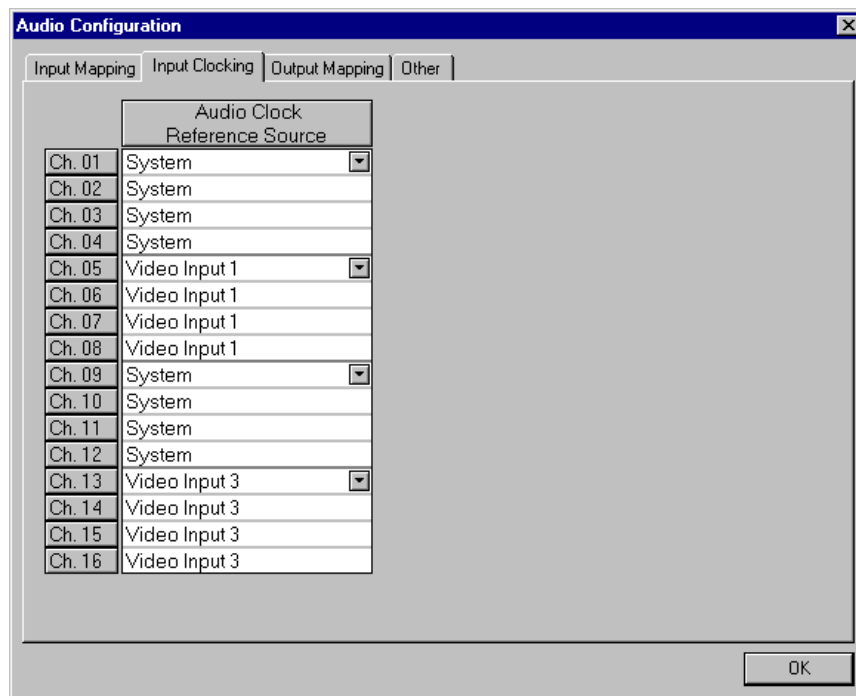 Audio Configuration
Input Mapping Input Clocking Output Mapping Other
Audio Clock
Reference Source
Ch. 01 System
Ch. 02 System
Ch. 03 System
Ch. 04 System
Ch. 05 Video Input 1
Ch. 06 Video Input 1
Ch. 07 Video Input 1
Ch. 08 Video Input 1
Ch. 09 System
Ch. 10 System
Ch. 11 System
Ch. 12 System
Ch. 13 Video Input 3
Ch. 14 Video Input 3
Ch. 15 Video Input 3
Ch. 16 Video Input 3
OK